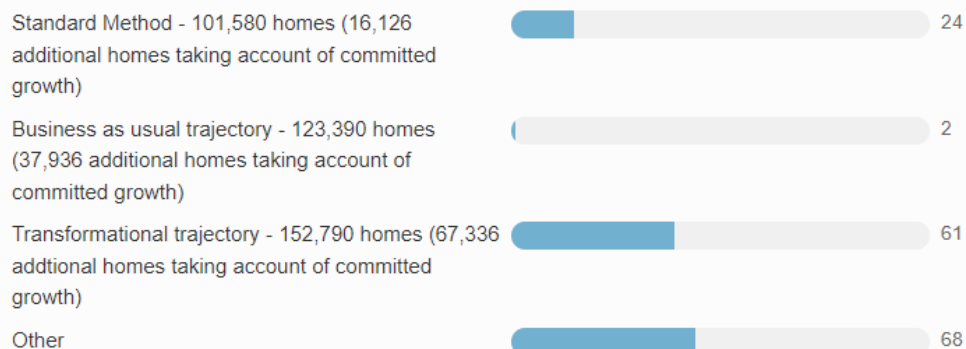 Standard Method - 101,580 homes (16,126
additional homes taking account of committed
growth)
24
Business as usual trajectory - 123,390 homes
(37,936 additional homes taking account of
committed growth)
2
Transformational trajectory - 152,790 homes (67,336
addtional homes taking account of committed
growth)
61
Other
68